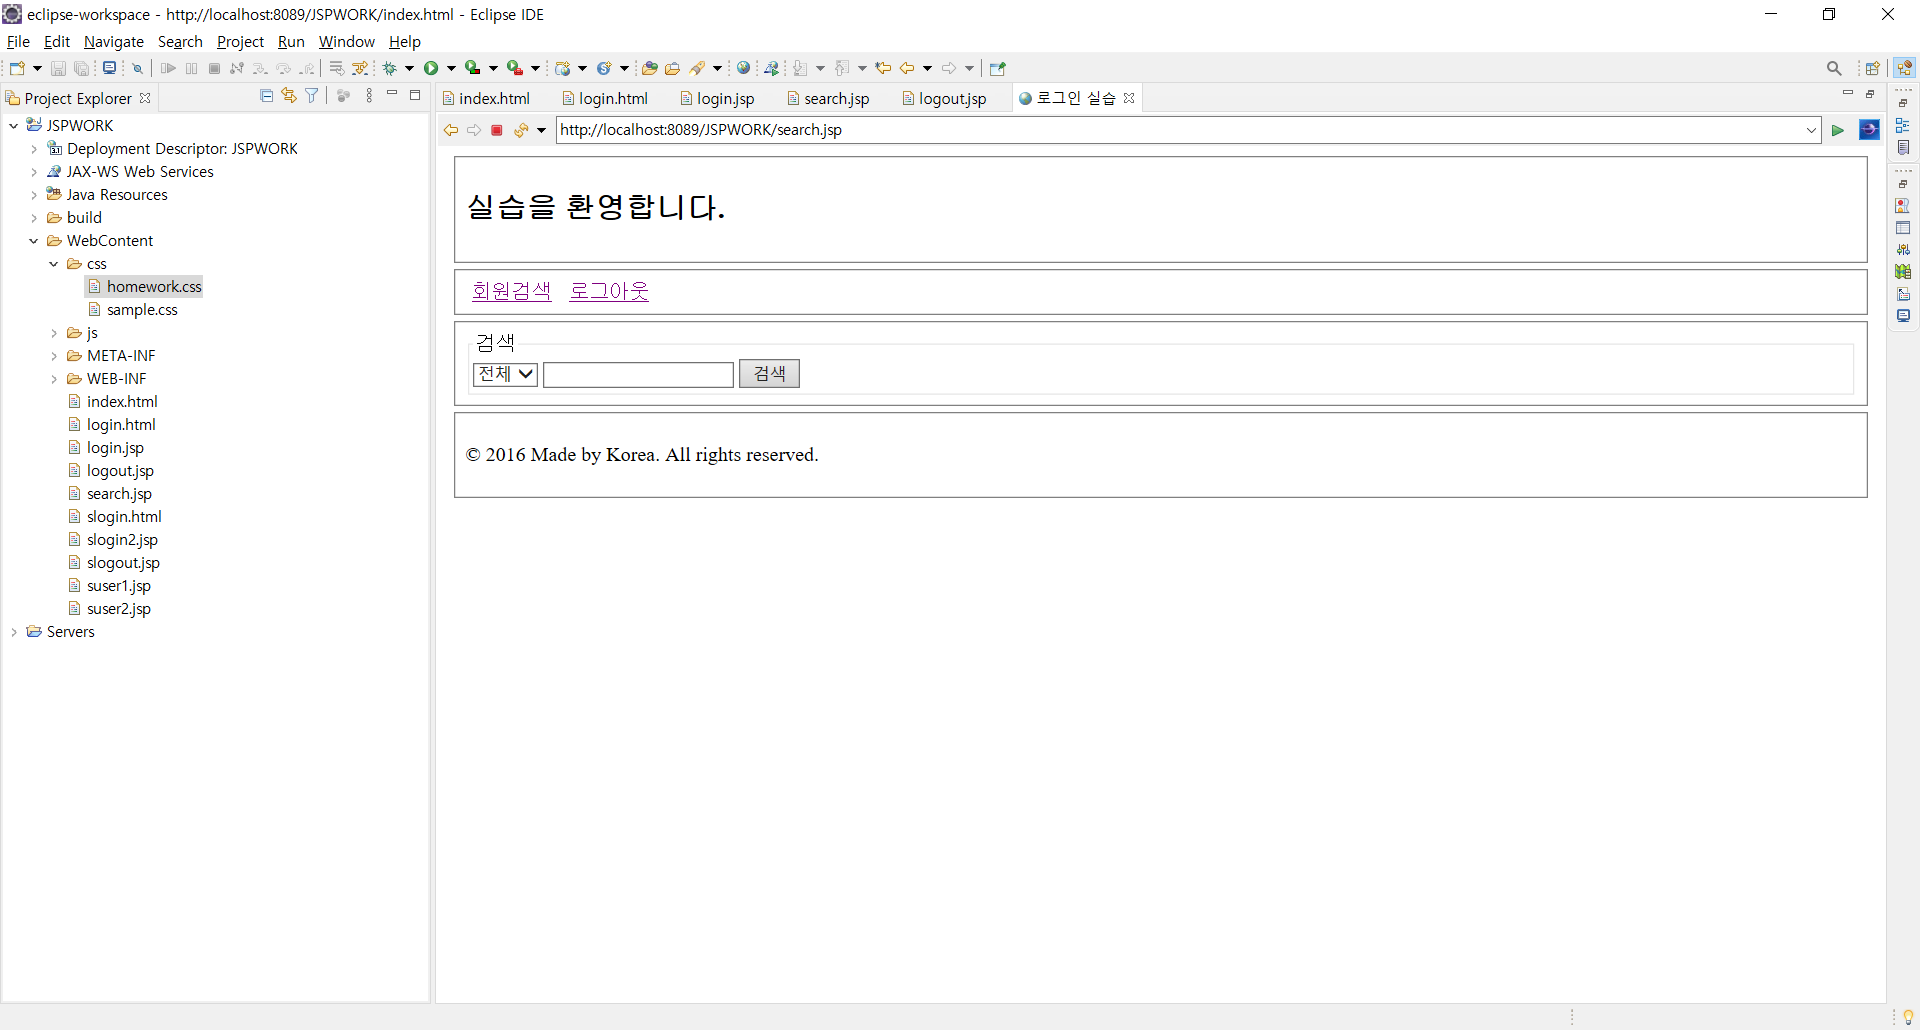 eclipse-workspace - http://localhost:8089/JSPWORK/index.html - Eclipse IDE
File Edit Navigate Search Project Run Window Help
Project Explorer
JSPWORK
Deployment Descriptor: JSPWORK
JAX-WS Web Services
Java Resources
build
WebContent
css
homework.css
sample.css
js
META-INF
WEB-INF
index.html
login.html
login.jsp
logout.jsp
search.jsp
slogin.html
slogin2.jsp
slogout.jsp
suser1.jsp
suser2.jsp
Servers
index.html login.html login.jsp search.jsp logout.jsp 로그인 실습
http://localhost:8089/JSPWORK/search.jsp
실습을 환영합니다.
회원검색 로그아웃
검색
전체 검색
© 2016 Made by Korea. All rights reserved.